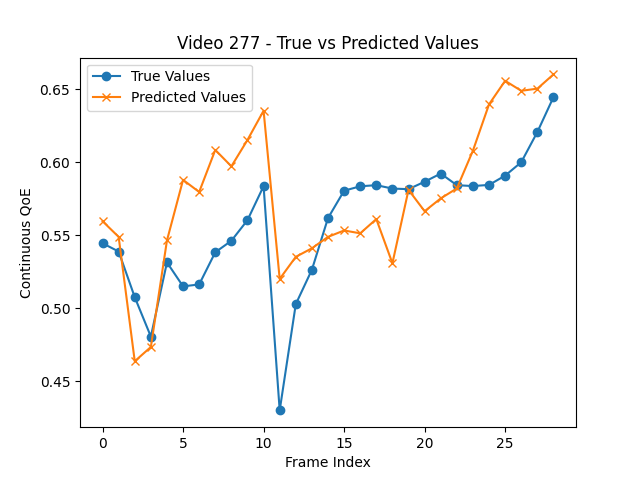 Video 277 - True vs Predicted Values
True Values
Predicted Values
0.65
0.60
0.55
0.50
0.45
Continuous QoE
0 5 10 15 20 25
Frame Index